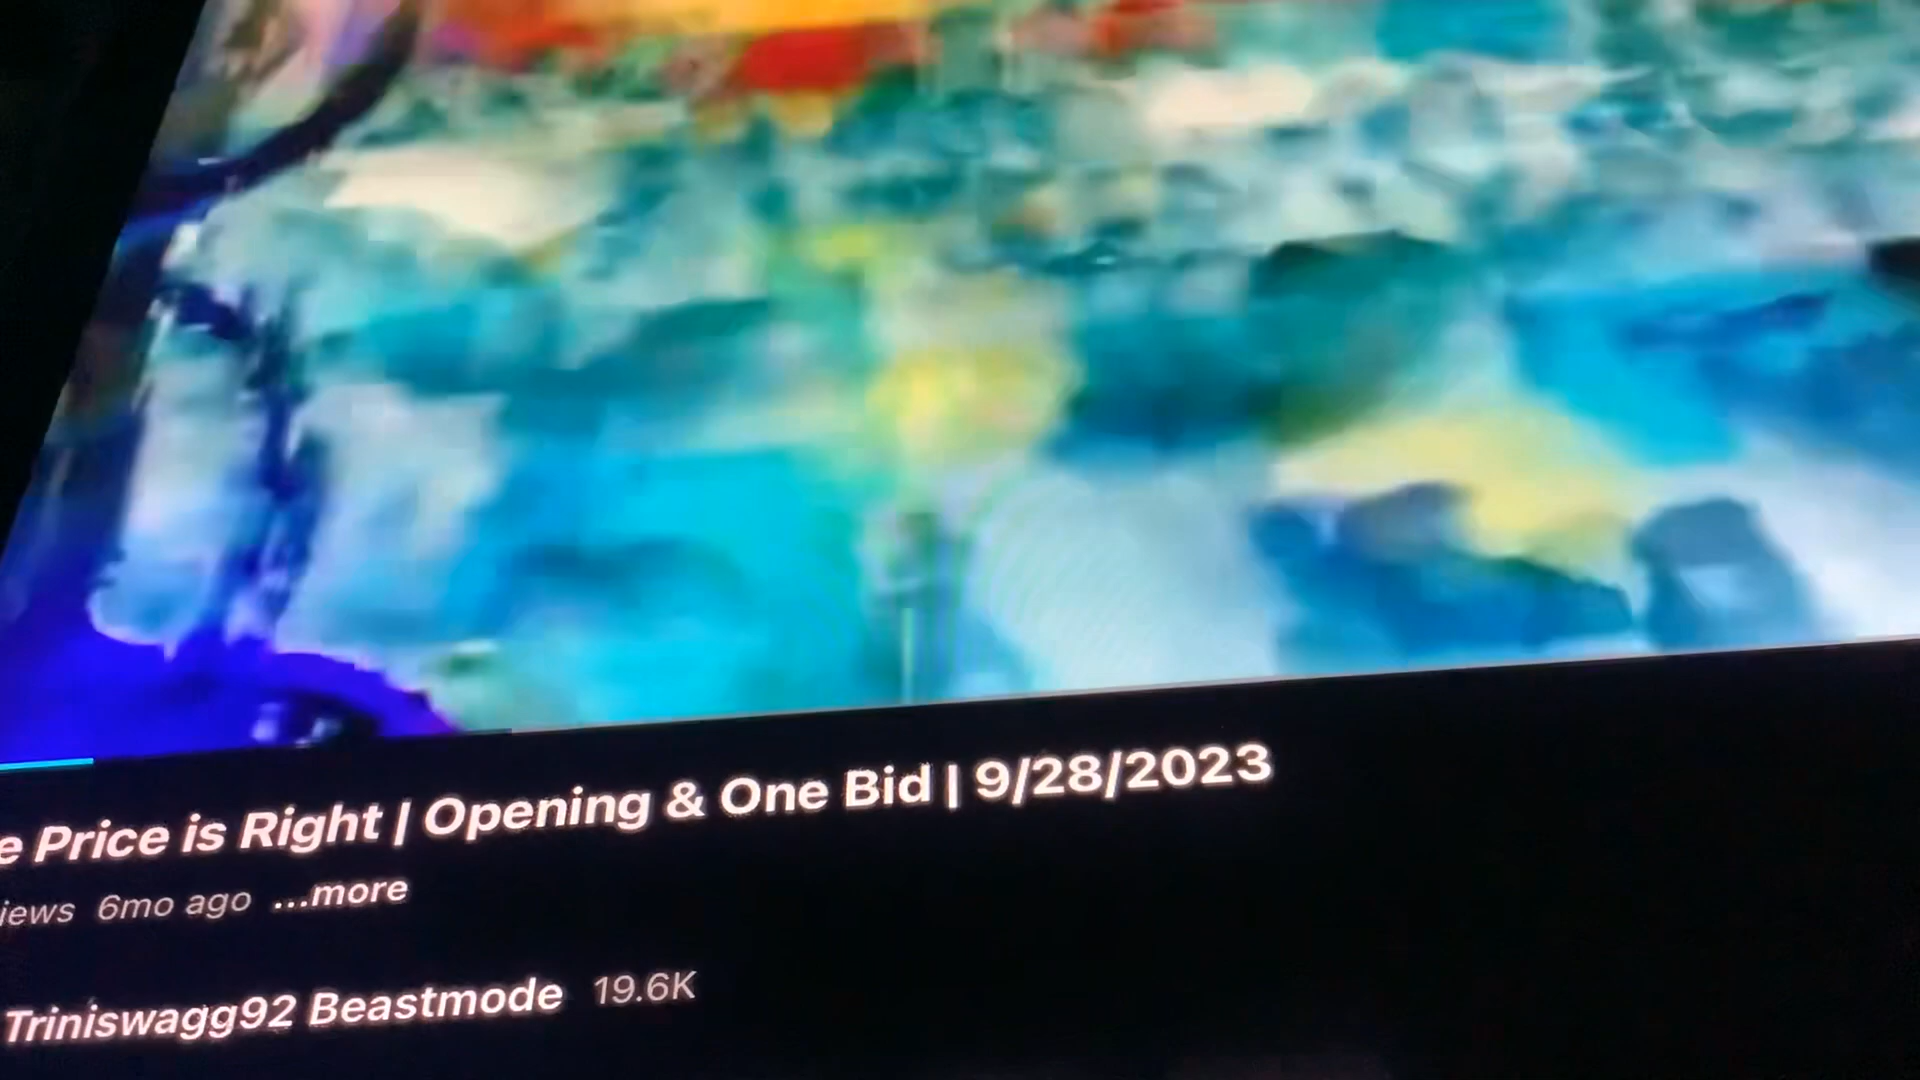 e Price is Right | Opening & One Bid | 9/28/2023
iews 6mo ago ...more
Triniswagg92 Beastmode 19.6K